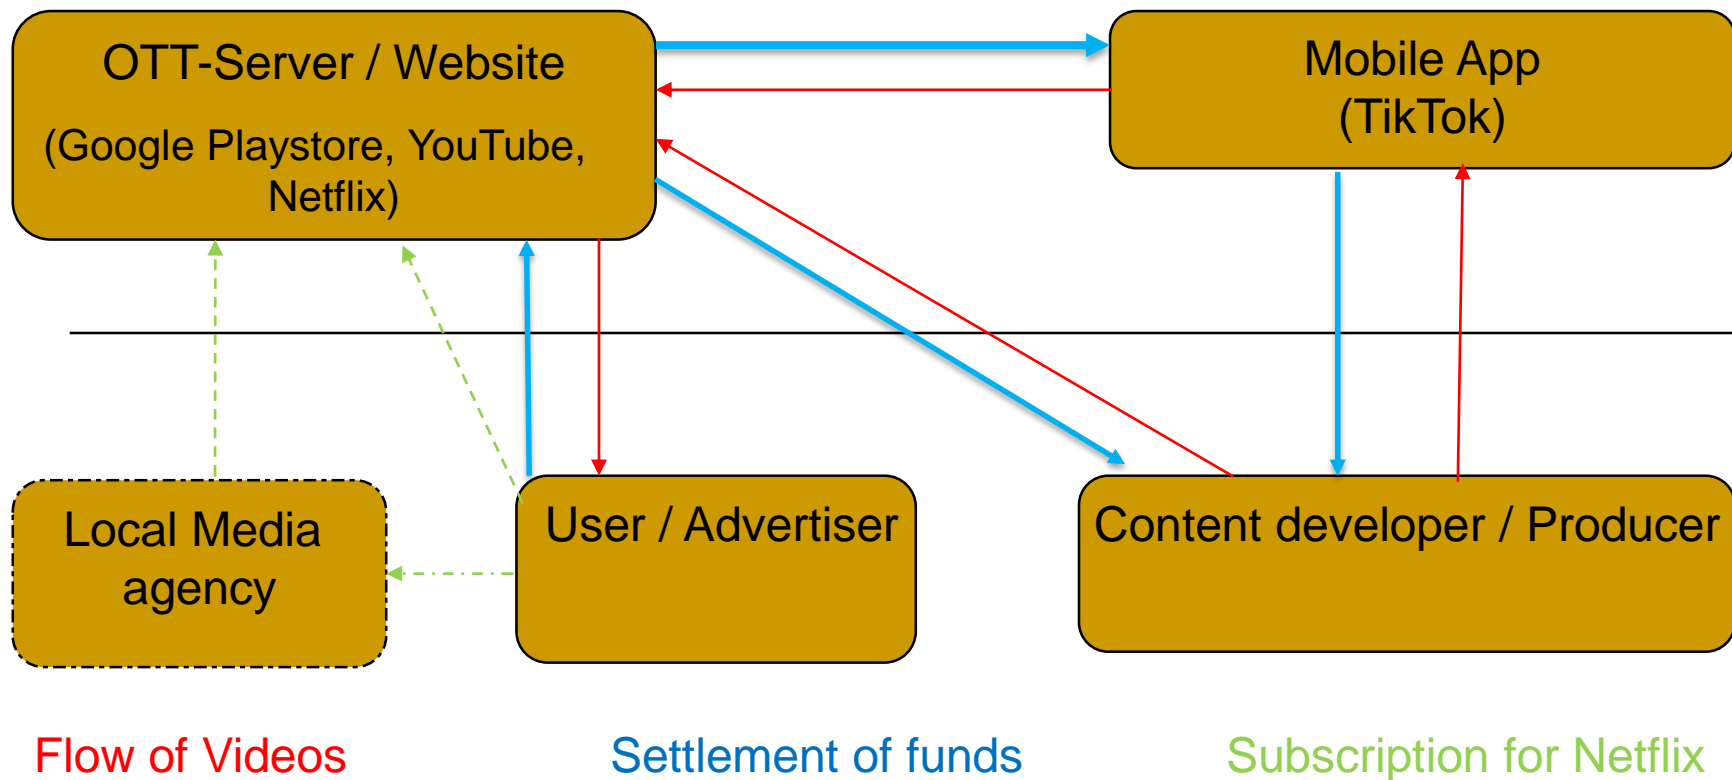 OTT-Server / Website
(Google Playstore, YouTube,
Netflix)
Mobile App
(TikTok)
Local Media
agency
User / Advertiser
Content developer / Producer
Flow of Videos
Settlement of funds
Subscription for Netflix